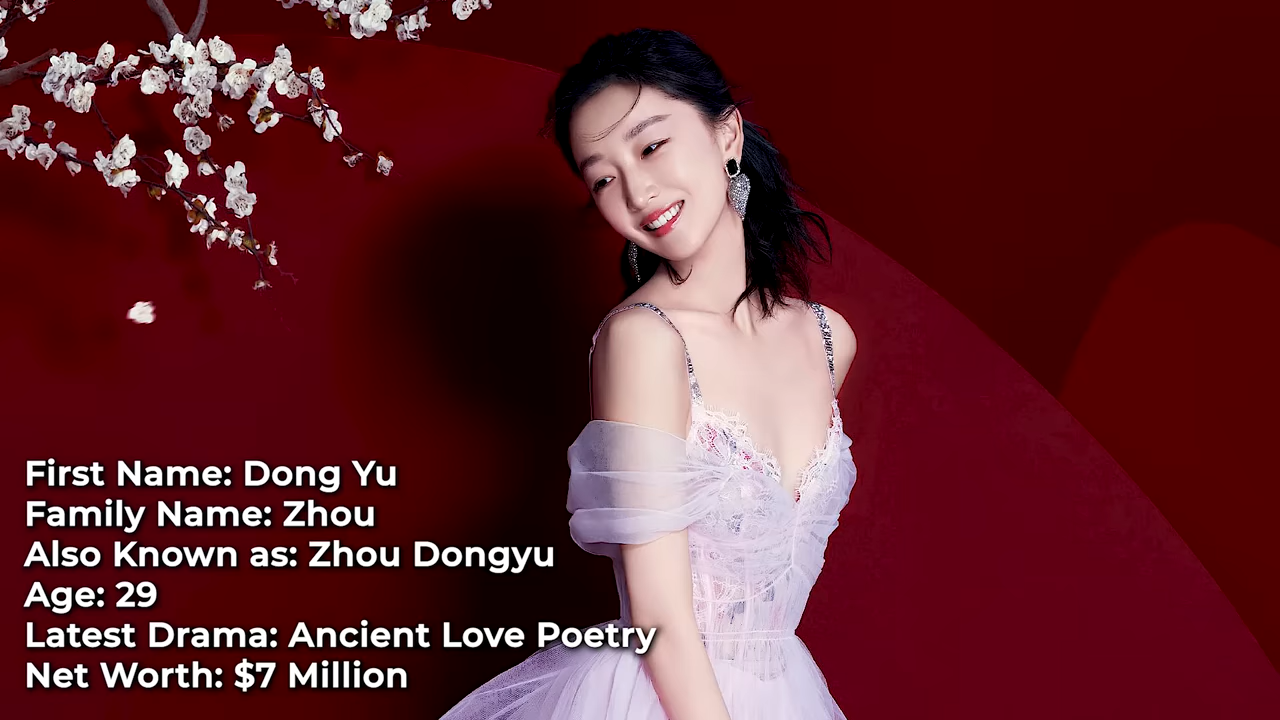 First Name: Dong Yu
Family Name: Zhou
Also Known as: Zhou Dongyu
Age: 29
Latest Drama: Ancient Love Poetry
Net Worth: $7 Million